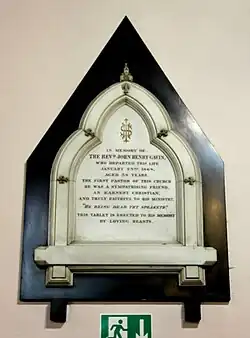 IN MEMORY OF
THE REVD. JOHN HENRY GAVIN,
WHO DEPARTED THIS LIFE
JANUARY 2ND 1868,
AGED 38 YEARS.
THE FIRST PASTOR OF THIS CHURCH
HE WAS A SYMPATHISING FRIEND,
AN EARNEST CHRISTIAN,
AND TRULY FAITHFUL TO HIS MINISTRY.
"HE BEING DEAD YET SPEAKETH."
THIS TABLET IS ERECTED TO HIS MEMORY
BY LOVING HEARTS.